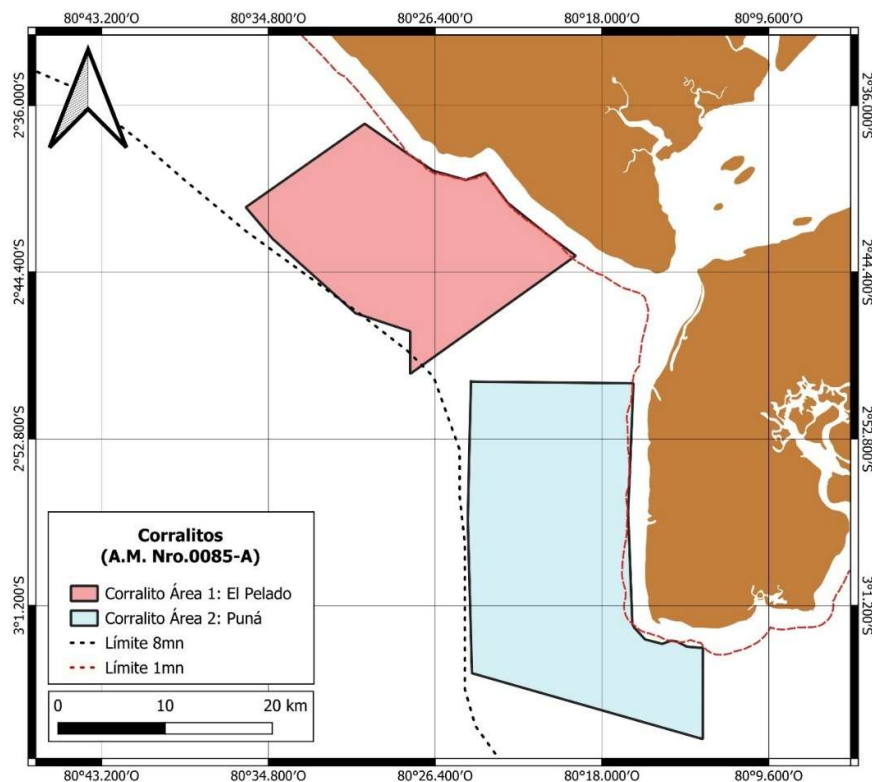 80°43.200'O 80°34.800'O 80°26.400'O 80°18.000'O 80°9.600'O
2°36.000'S 2°36.000'S
2°44.400'S 2°44.400'S
2°52.800'S 2°52.800'S
3°1.200'S 3°1.200'S
Corralitos
(A.M. Nro.0085-A)
Corralito Área 1: El Pelado
Corralito Área 2: Puná
Límite 8mn
Límite 1mn
0 10 20 km
80°43.200'O 80°34.800'O 80°26.400'O 80°18.000'O 80°9.600'O